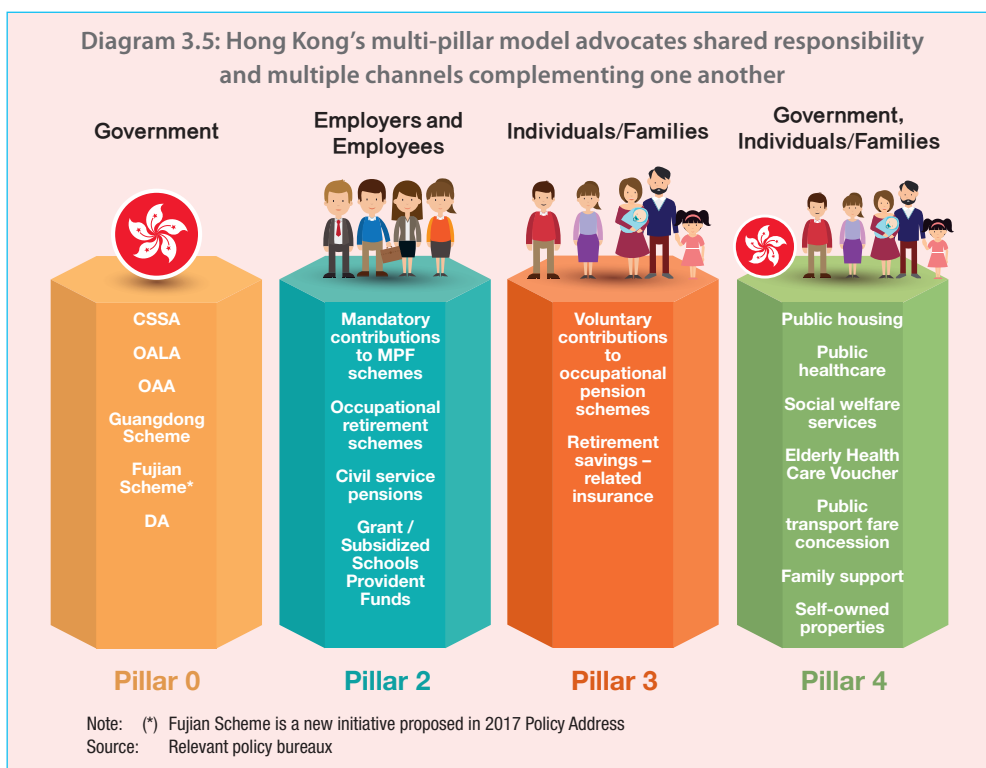 Diagram 3.5: Hong Kong's multi-pillar model advocates shared responsibility
and multiple channels complementing one another
Government
CSSA
OALA
OAA
Guangdong
Scheme
Fujian
Scheme*
DA
Pillar 0
Employers and
Employees
Mandatory
contributions
to MPF
schemes
Occupational
retirement
schemes
Civil service
pensions
Grant /
Subsidized
Schools
Provident
Funds
Pillar 2
Individuals/Families
Voluntary
contributions
to
occupational
pension
schemes
Retirement
savings –
related
insurance
Pillar 3
Government,
Individuals/Families
Public housing
Public
healthcare
Social welfare
services
Elderly Health
Care Voucher
Public
transport fare
concession
Family support
Self-owned
properties
Pillar 4
Note: (*) Fujian Scheme is a new initiative proposed in 2017 Policy Address
Source: Relevant policy bureaux